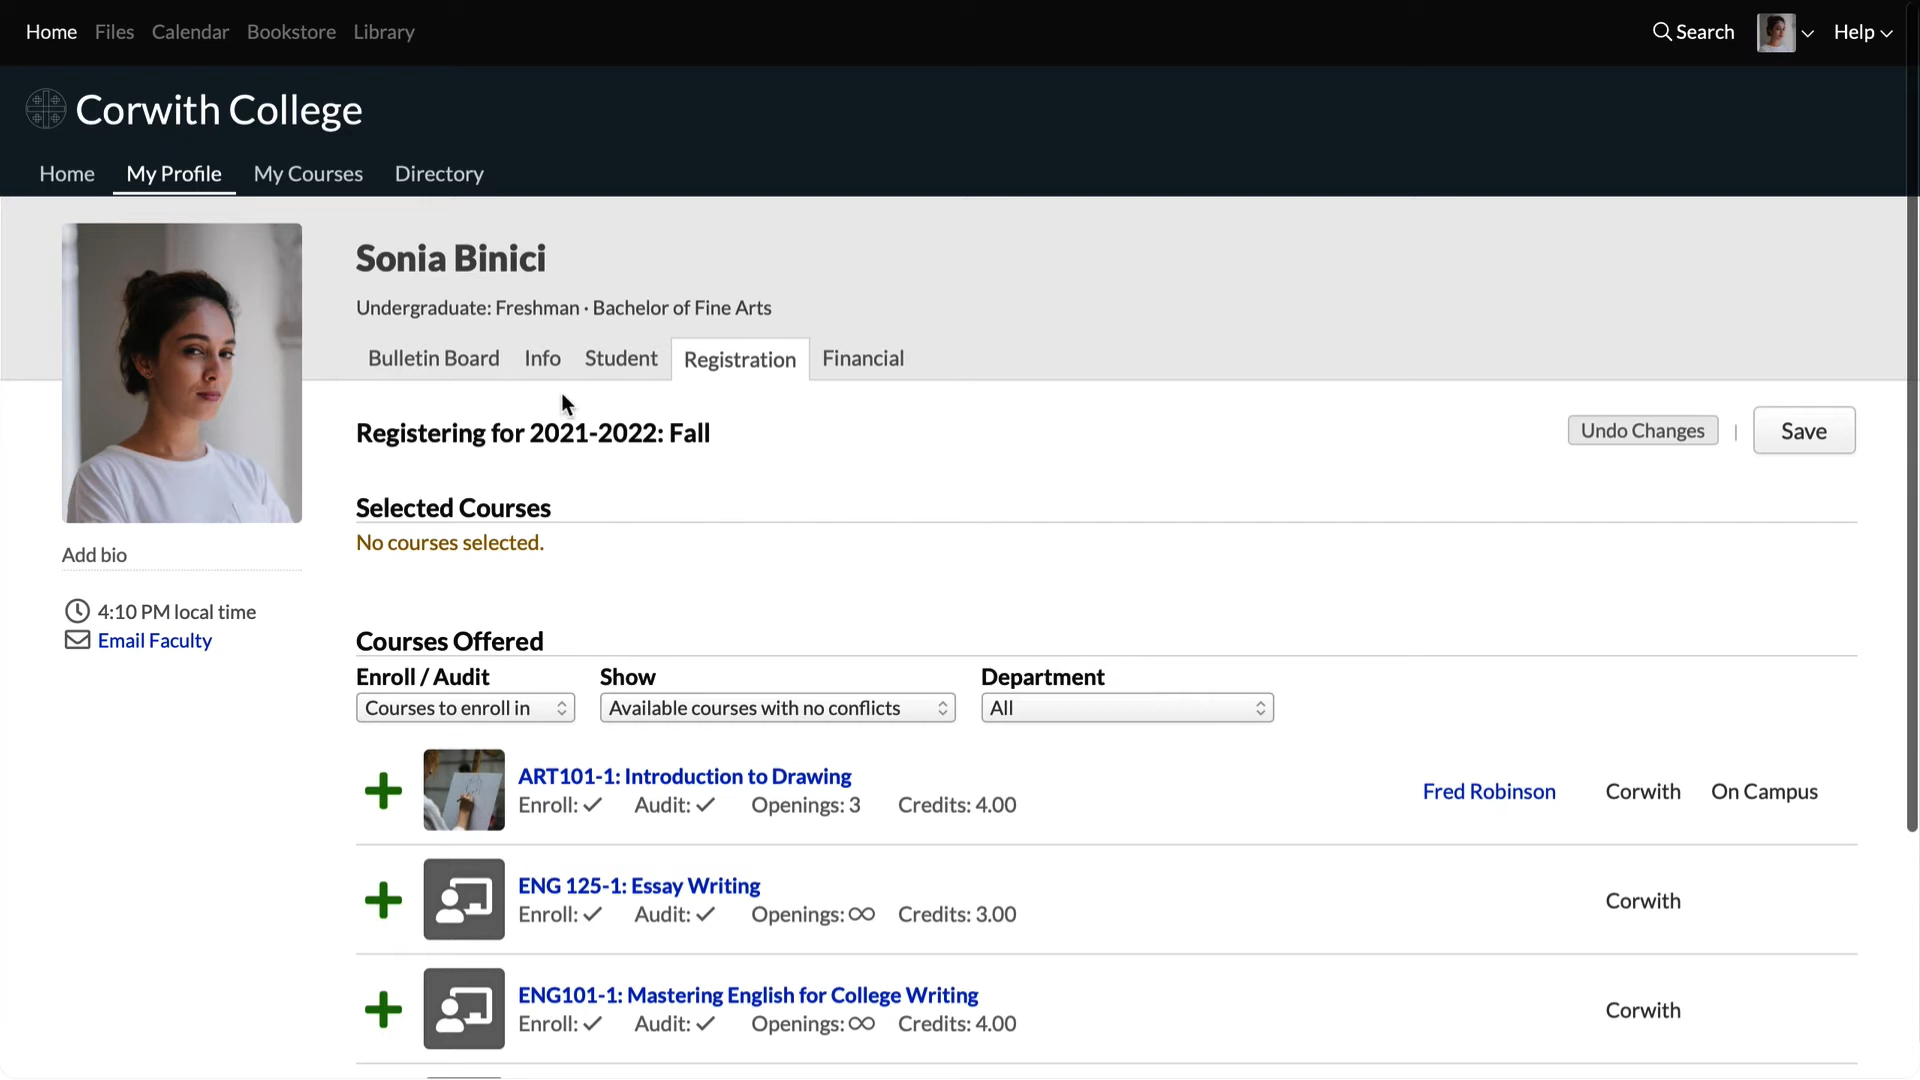 Home Files Calendar Bookstore Library Search Help
Corwith College
Home My Profile My Courses Directory
Sonia Binici
Undergraduate: Freshman · Bachelor of Fine Arts
Bulletin Board Info Student Registration Financial
Registering for 2021-2022: Fall Undo Changes | Save
Selected Courses
No courses selected.
Add bio
4:10 PM local time
Email Faculty
Courses Offered
Enroll / Audit Show Department
Courses to enroll in Available courses with no conflicts All
ART101-1: Introduction to Drawing
Enroll: ✓ Audit: ✓ Openings: 3 Credits: 4.00
Fred Robinson Corwith On Campus
ENG 125-1: Essay Writing
Enroll: ✓ Audit: ✓ Openings: ∞ Credits: 3.00
Corwith
ENG101-1: Mastering English for College Writing
Enroll: ✓ Audit: ✓ Openings: ∞ Credits: 4.00
Corwith